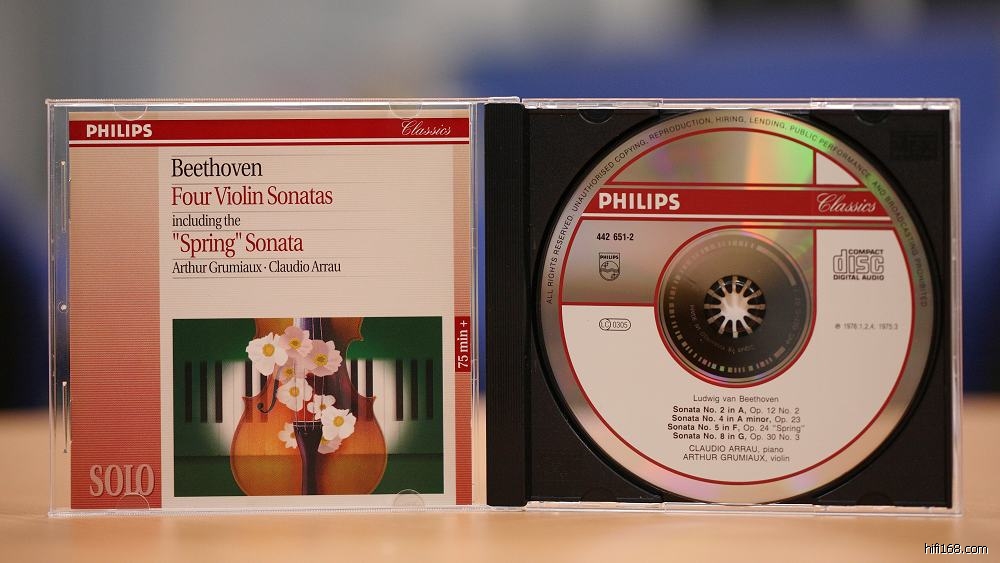 PHILIPS Classics
Beethoven
Four Violin Sonatas
including the
"Spring" Sonata
Arthur Grumiaux · Claudio Arrau
75 min +
SOLO
ALL RIGHTS RESERVED. UNAUTHORISED COPYING, REPRODUCTION, HIRING, LENDING, PUBLIC PERFORMANCE AND BROADCASTING PROHIBITED
PHILIPS Classics
442 651-2
PHILIPS
COMPACT
disc
DIGITAL AUDIO
LC 0305
℗ 1976:1,2,4, 1975:3
Ludwig van Beethoven
Sonata No. 2 in A, Op. 12 No. 2
Sonata No. 4 in A minor, Op. 23
Sonata No. 5 in F, Op. 24 "Spring"
Sonata No. 8 in G, Op. 30 No. 3
CLAUDIO ARRAU, piano
ARTHUR GRUMIAUX, violin
hifi168.com